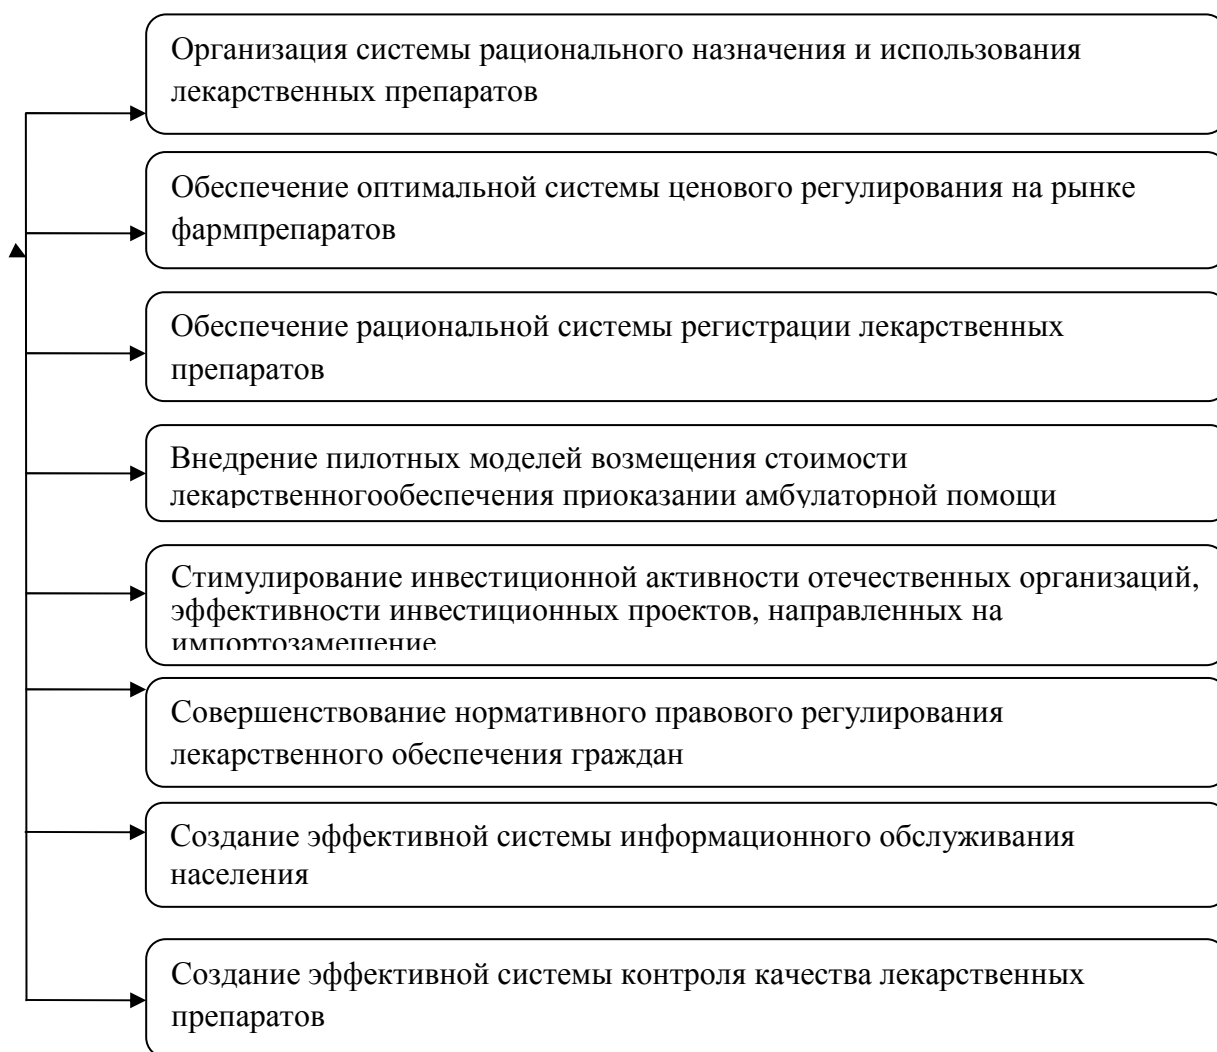 Организация системы рационального назначения и использования
лекарственных препаратов
Обеспечение оптимальной системы ценового регулирования на рынке
фармпрепаратов
Обеспечение рациональной системы регистрации лекарственных
препаратов
Внедрение пилотных моделей возмещения стоимости
лекарственногообеспечения приоказании амбулаторной помощи
Стимулирование инвестиционной активности отечественных организаций,
эффективности инвестиционных проектов, направленных на
импортозамещение
Совершенствование нормативного правового регулирования
лекарственного обеспечения граждан
Создание эффективной системы информационного обслуживания
населения
Создание эффективной системы контроля качества лекарственных
препаратов